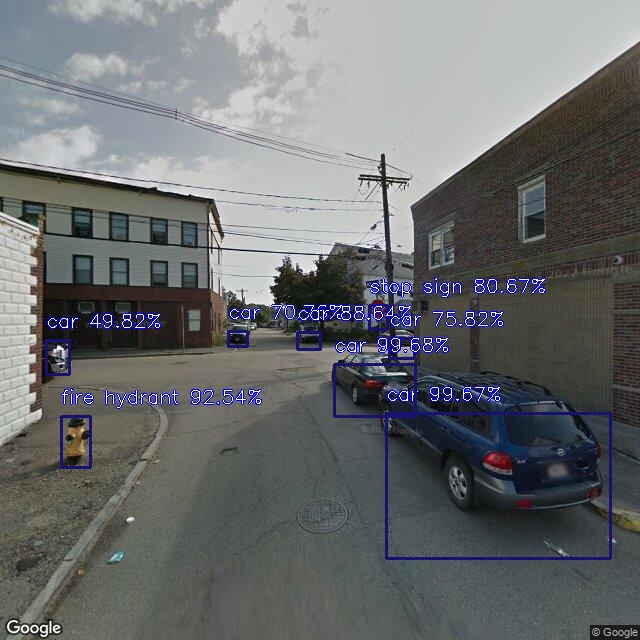 stop sign 80.67%
car 70.76%
car 88.64%
car 49.82%
car 75.82%
car 99.68%
car 99.67%
fire hydrant 92.54%
Google
© Google